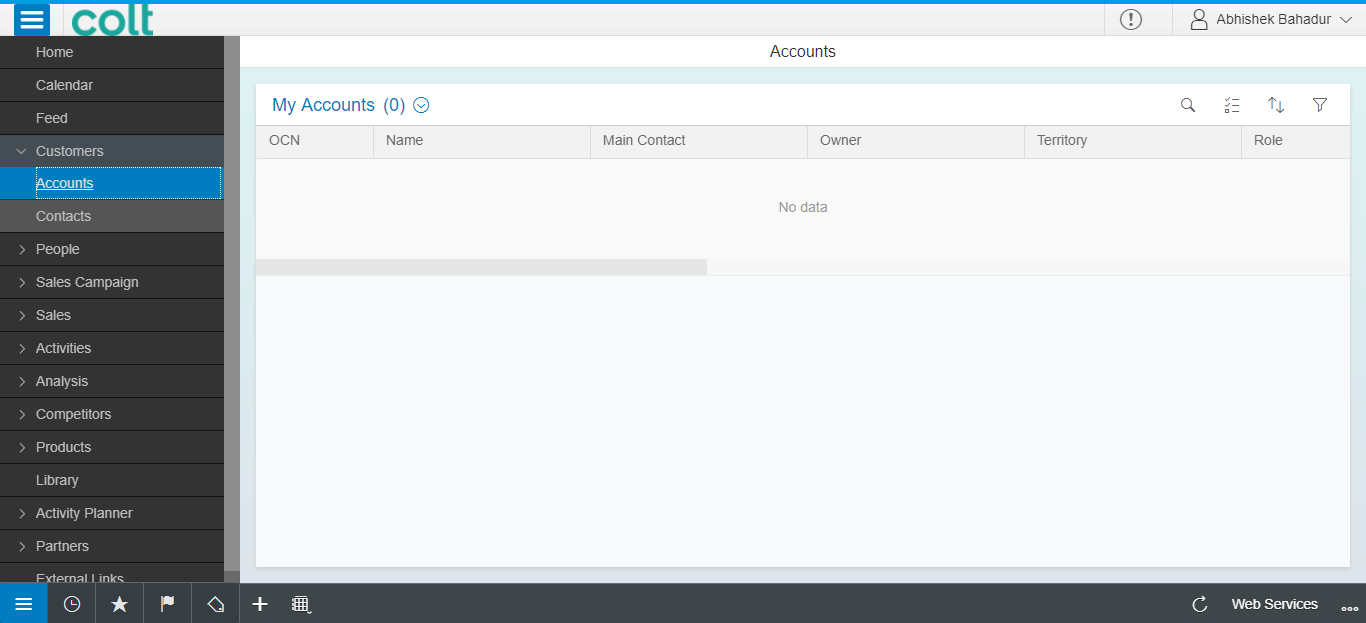 colt
Abhishek Bahadur
Home
Calendar
Feed
Customers
Accounts
Contacts
People
Sales Campaign
Sales
Activities
Analysis
Competitors
Products
Library
Activity Planner
Partners
External Links
Accounts
My Accounts (0)
OCN Name Main Contact Owner Territory Role
No data
Web Services